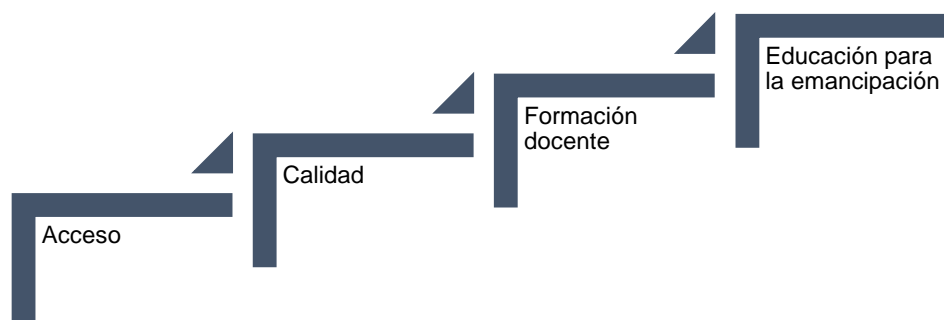 Acceso
Calidad
Formación
docente
Educación para
la emancipación